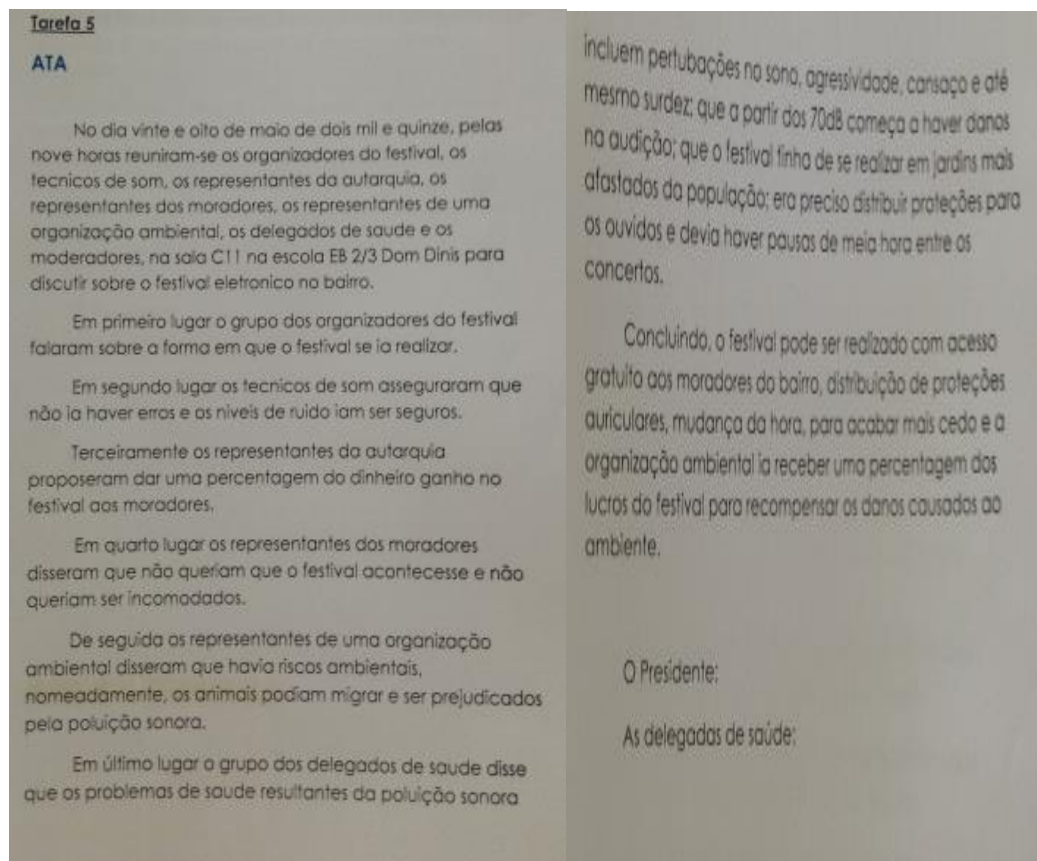 Tarefa 5
ATA
No dia vinte e oito de maio de dois mil e quinze, pelas
nove horas reuniram-se os organizadores do festival, os
tecnicos de som, os representantes da autarquia, os
representantes dos moradores, os representantes de uma
organização ambiental, os delegados de saude e os
moderadores, na sala C11 na escola EB 2/3 Dom Dinis para
discutir sobre o festival eletronico no bairro.
Em primeiro lugar o grupo dos organizadores do festival
falaram sobre a forma em que o festival se ia realizar.
Em segundo lugar os tecnicos de som asseguraram que
não ia haver erros e os niveis de ruido iam ser seguros.
Terceiramente os representantes da autarquia
proposeram dar uma percentagem do dinheiro ganho no
festival aos moradores.
Em quarto lugar os representantes dos moradores
disseram que não queriam que o festival acontecesse e não
queriam ser incomodados.
De seguida os representantes de uma organização
ambiental disseram que havia riscos ambientais,
nomeadamente, os animais podiam migrar e ser prejudicados
pela poluição sonora.
Em último lugar o grupo dos delegados de saude disse
que os problemas de saude resultantes da poluição sonora
incluem pertubações no sono, agressividade, cansaço e até
mesmo surdez; que a partir dos 70dB começa a haver danos
na audição; que o festival tinha de se realizar em jardins mais
afastados da população; era preciso distribuir proteções para
os ouvidos e devia haver pausas de meia hora entre os
concertos.
Concluindo, o festival pode ser realizado com acesso
gratuito aos moradores do bairro, distribuição de proteções
auriculares, mudança da hora, para acabar mais cedo e a
organização ambiental ia receber uma percentagem dos
lucros do festival para recompensar os danos causados ao
ambiente.
O Presidente:
As delegadas de saúde: